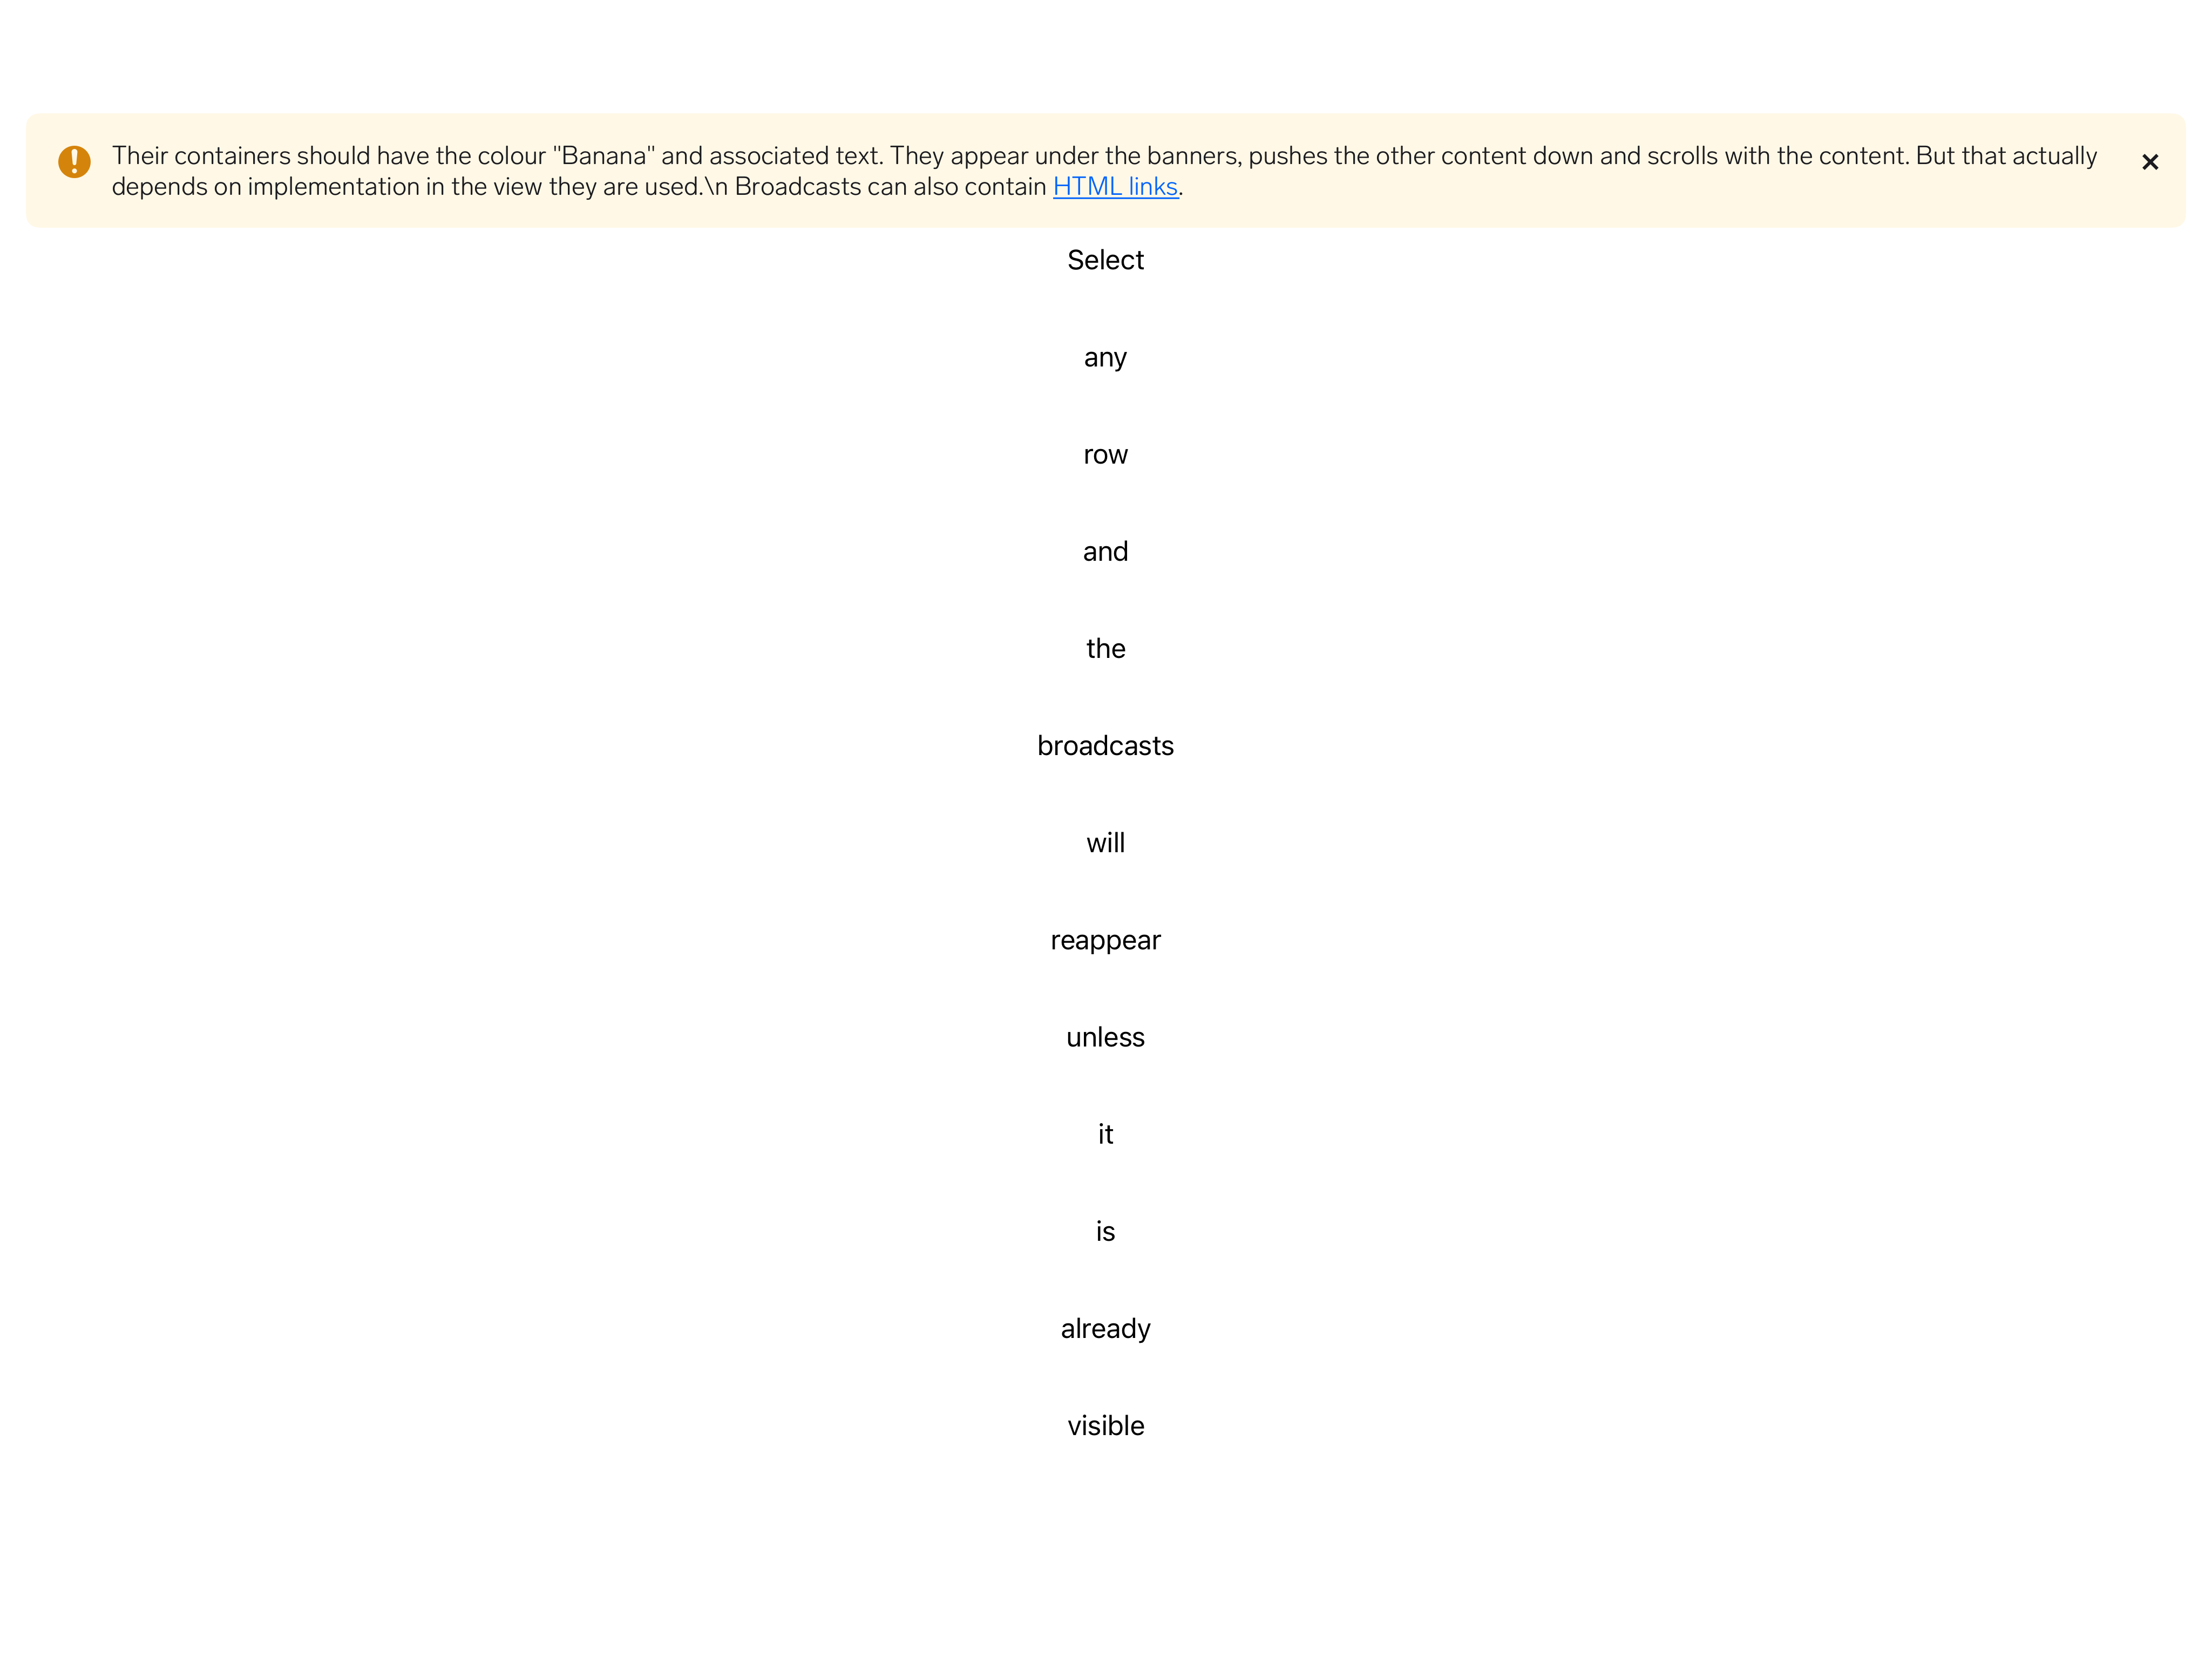 Their containers should have the colour "Banana" and associated text. They appear under the banners, pushes the other content down and scrolls with the content. But that actually
depends on implementation in the view they are used.\n Broadcasts can also contain HTML links.
Select
any
row
and
the
broadcasts
will
reappear
unless
it
is
already
visible